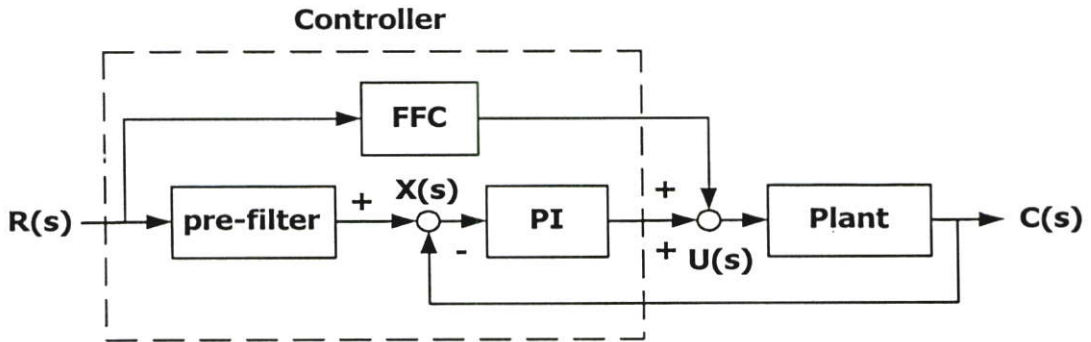 Controller
FFC
+
X(s)
+
R(s)
pre-filter
PI
Plant
C(s)
-
+
U(s)